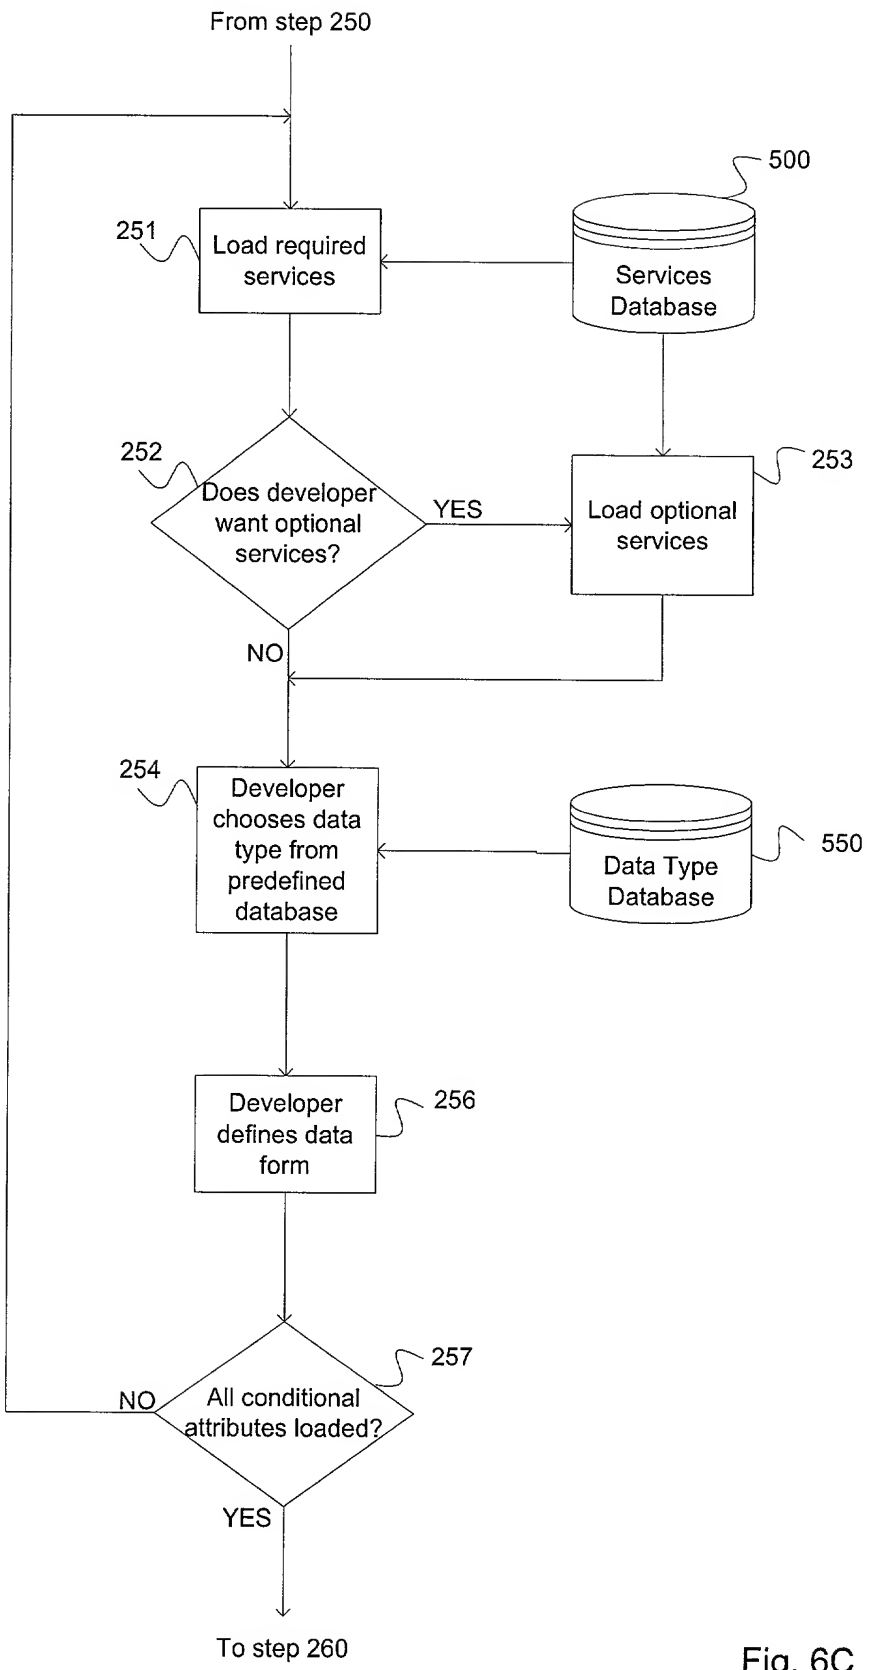 From step 250
500
251
Load required
services
Services
Database
252
Does developer
want optional
services?
YES
253
Load optional
services
NO
254
Developer
chooses data
type from
predefined
database
550
Data Type
Database
Developer
defines data
form
256
257
All conditional
attributes loaded?
NO
YES
To step 260
Fig. 6C